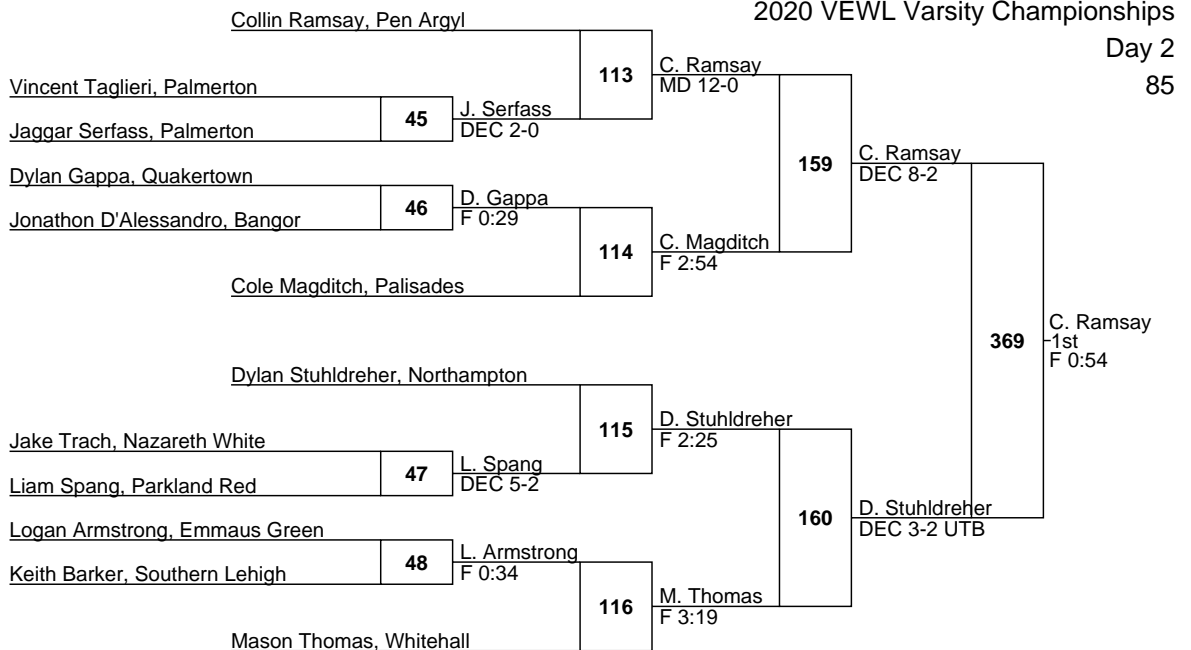 2020 VEWL Varsity Championships
Day 2
85
Collin Ramsay, Pen Argyl
113
C. Ramsay
MD 12-0
Vincent Taglieri, Palmerton
45
J. Serfass
DEC 2-0
Jaggar Serfass, Palmerton
159
C. Ramsay
DEC 8-2
Dylan Gappa, Quakertown
46
D. Gappa
F 0:29
Jonathon D'Alessandro, Bangor
114
C. Magditch
F 2:54
Cole Magditch, Palisades
369
C. Ramsay
1st
F 0:54
Dylan Stuhldreher, Northampton
115
D. Stuhldreher
F 2:25
Jake Trach, Nazareth White
47
L. Spang
DEC 5-2
Liam Spang, Parkland Red
160
D. Stuhldreher
DEC 3-2 UTB
Logan Armstrong, Emmaus Green
48
L. Armstrong
F 0:34
Keith Barker, Southern Lehigh
116
M. Thomas
F 3:19
Mason Thomas, Whitehall